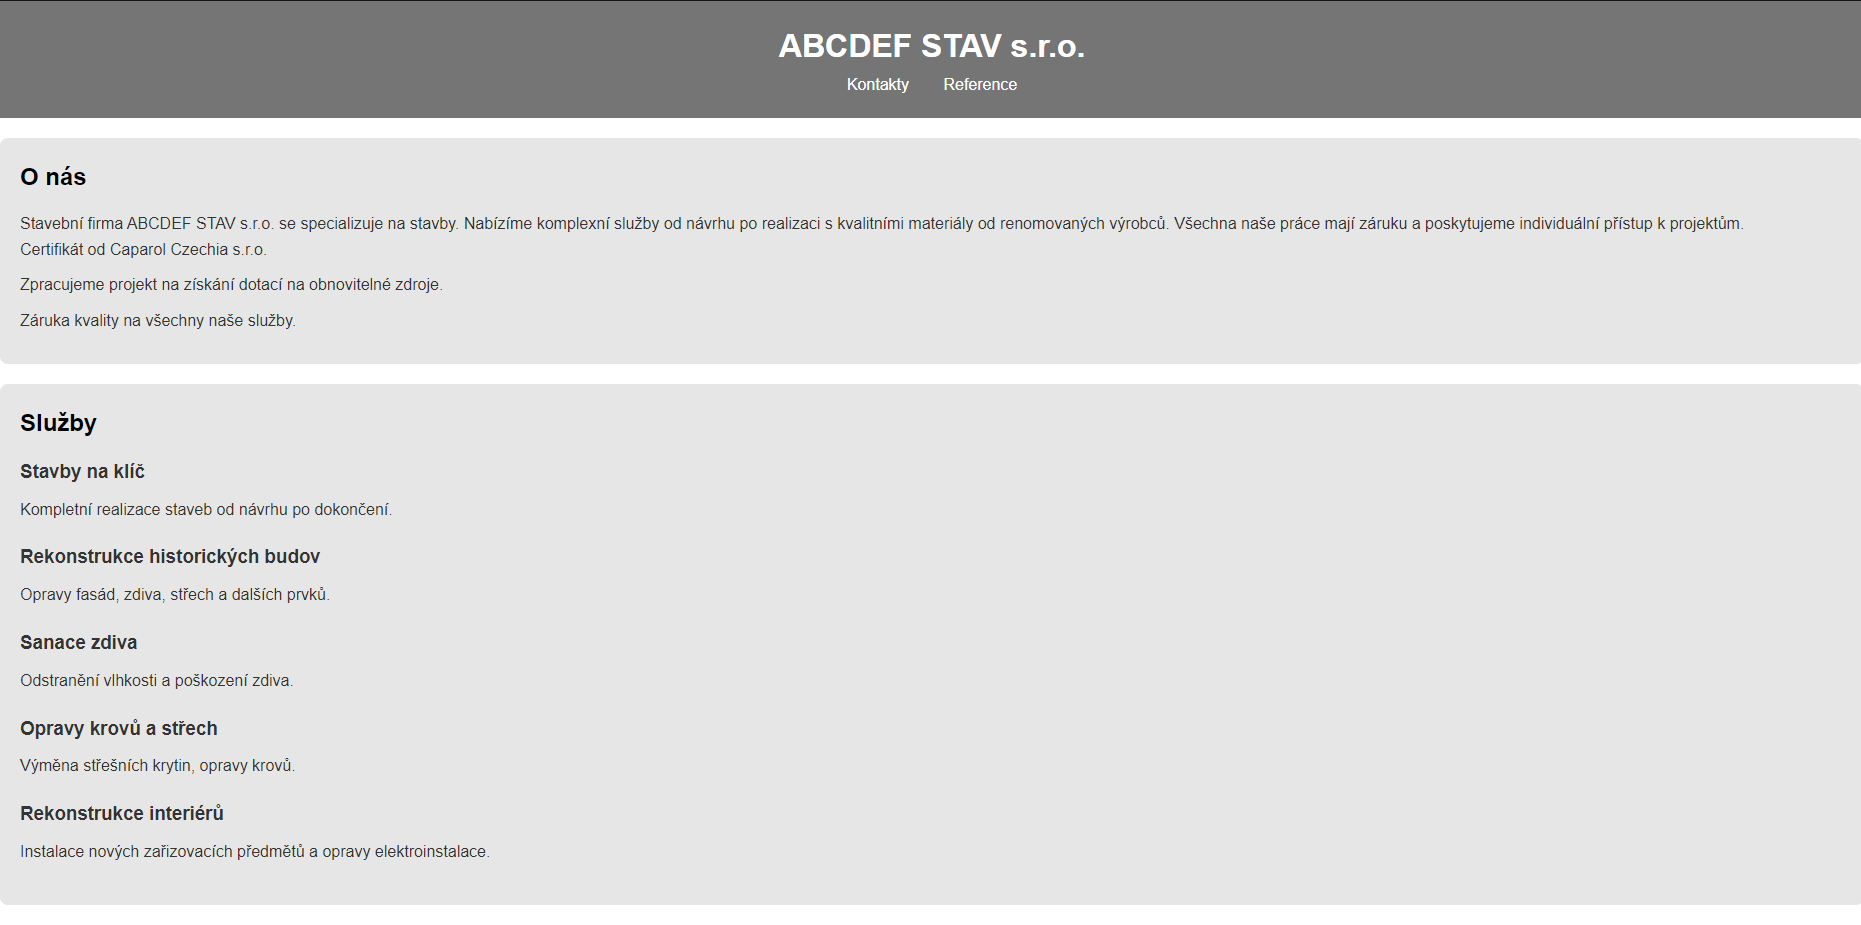 ABCDEF STAV s.r.o.
Kontakty Reference
O nás
Stavební firma ABCDEF STAV s.r.o. se specializuje na stavby. Nabízíme komplexní služby od návrhu po realizaci s kvalitními materiály od renomovaných výrobců. Všechna naše práce mají záruku a poskytujeme individuální přístup k projektům.
Certifikát od Caparol Czechia s.r.o.
Zpracujeme projekt na získání dotací na obnovitelné zdroje.
Záruka kvality na všechny naše služby.
Služby
Stavby na klíč
Kompletní realizace staveb od návrhu po dokončení.
Rekonstrukce historických budov
Opravy fasád, zdiva, střech a dalších prvků.
Sanace zdiva
Odstranění vlhkosti a poškození zdiva.
Opravy krovů a střech
Výměna střešních krytin, opravy krovů.
Rekonstrukce interiérů
Instalace nových zařizovacích předmětů a opravy elektroinstalace.